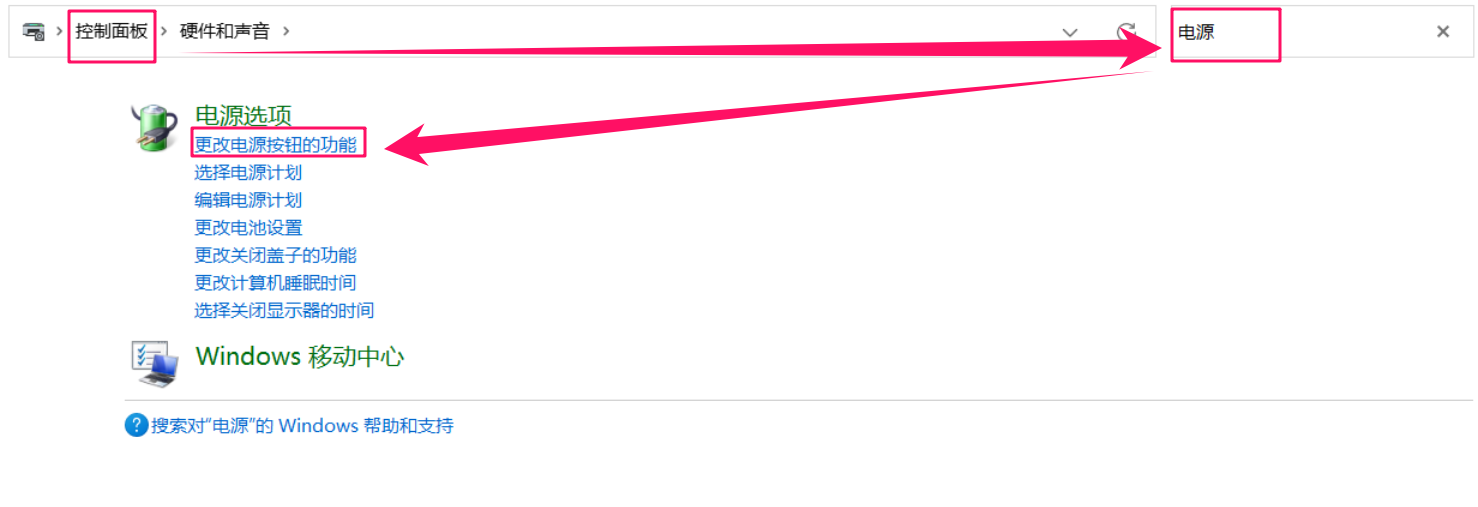 控制面板 > 硬件和声音 > 电源
电源选项
更改电源按钮的功能
选择电源计划
编辑电源计划
更改电池设置
更改关闭盖子的功能
更改计算机睡眠时间
选择关闭显示器的时间
Windows 移动中心
搜索对"电源"的 Windows 帮助和支持